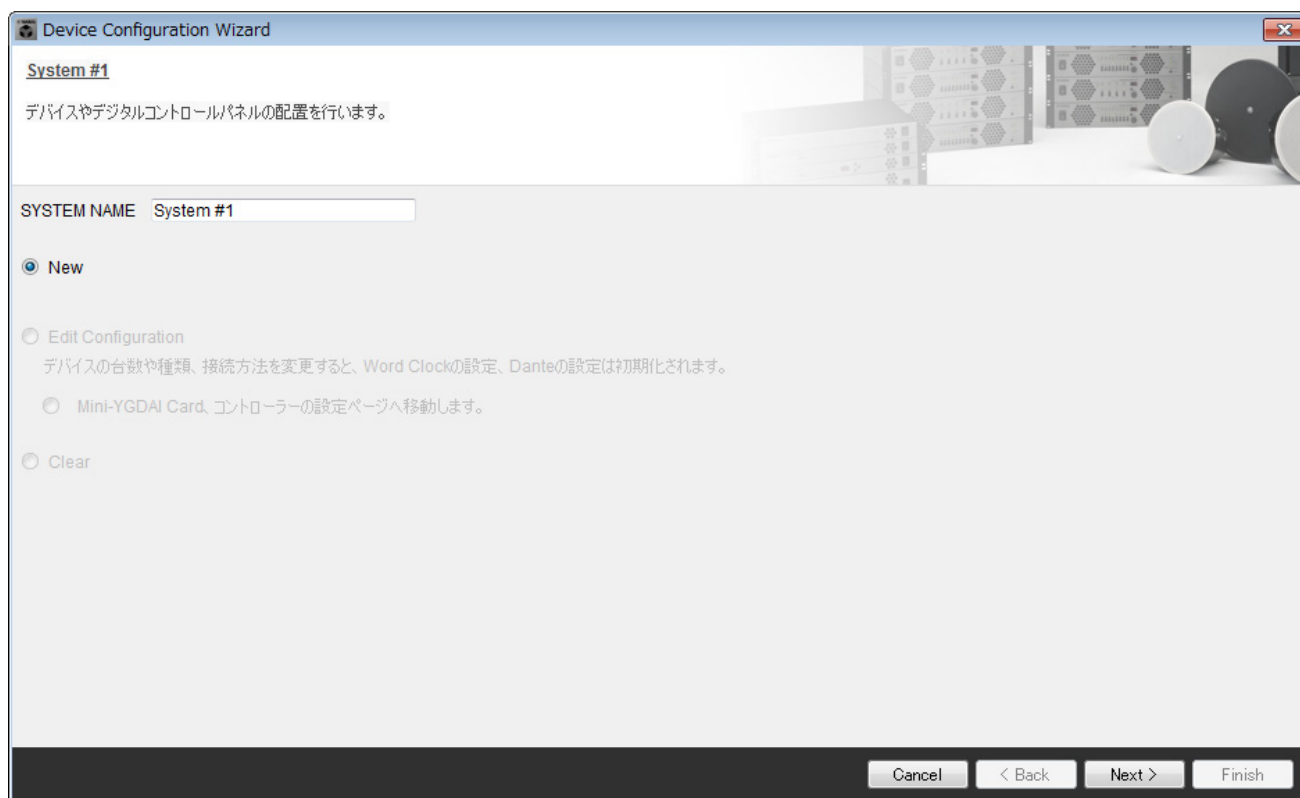 Device Configuration Wizard
System #1
デバイスやデジタルコントロールパネルの配置を行います。
SYSTEM NAME System #1
New
Edit Configuration
デバイスの台数や種類、接続方法を変更すると、Word Clockの設定、Danteの設定は初期化されます。
Mini-YGDAI Card、コントローラーの設定ページへ移動します。
Clear
Cancel < Back Next > Finish